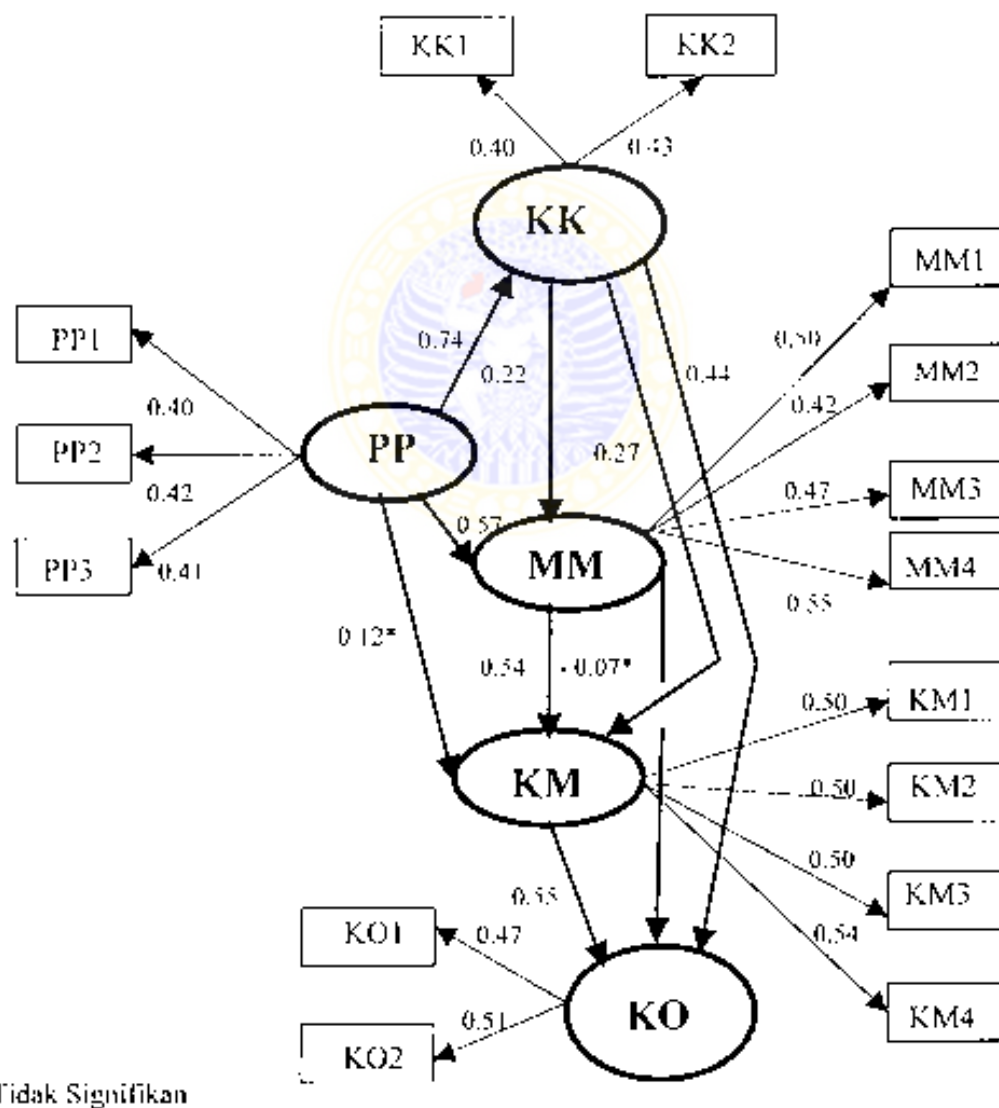 KK1 KK2
0.40 0.43
KK
MM1
PP1
0.74 0.50
0.22 0.44 MM2
0.40 0.42
PP2 PP
0.27
0.42 0.47 MM3
0.57
PP3 0.41 MM MM4
0.55
0.12*
0.54 - 0.07*
0.50 KM1
KM 0.50 KM2
0.50
KM3
0.55
KO1 0.47 0.54
KO KM4
0.51
KO2
Tidak Signifikan